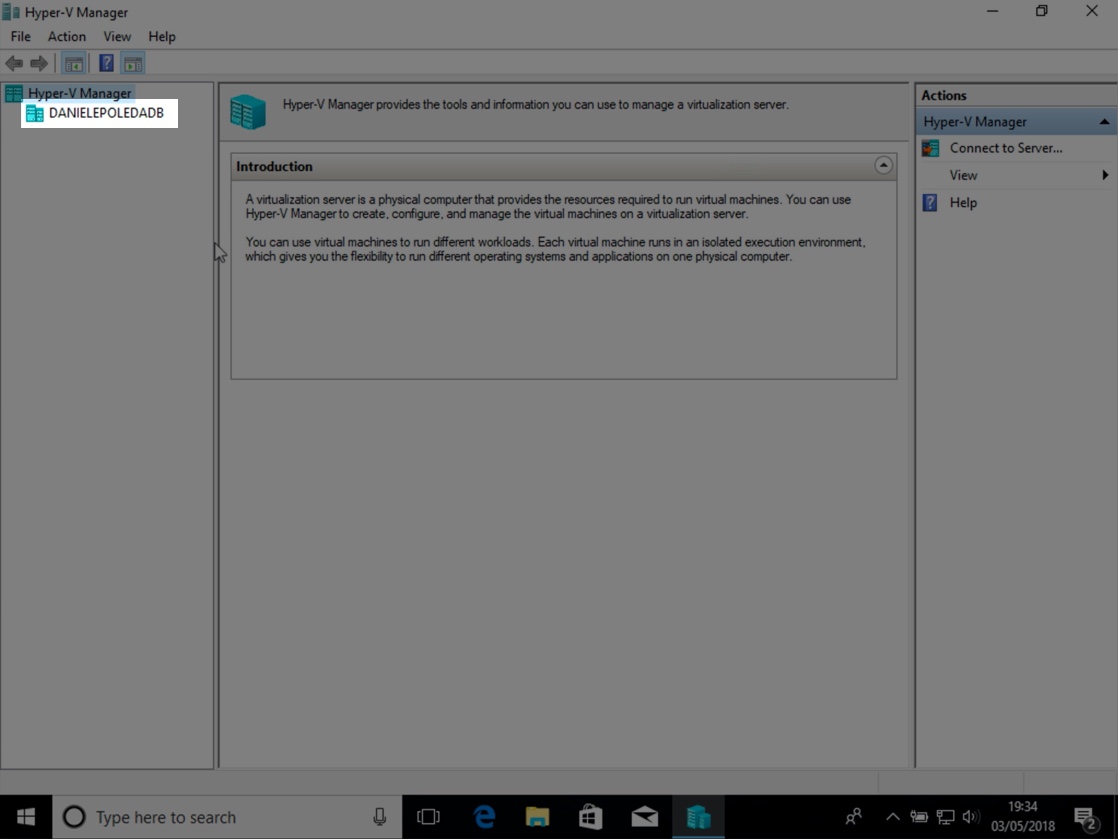 Hyper-V Manager
File Action View Help
Hyper-V Manager
DANIELEPOLEDADB
Hyper-V Manager provides the tools and information you can use to manage a virtualization server.
Introduction
A virtualization server is a physical computer that provides the resources required to run virtual machines. You can use
Hyper-V Manager to create, configure, and manage the virtual machines on a virtualization server.
You can use virtual machines to run different workloads. Each virtual machine runs in an isolated execution environment,
which gives you the flexibility to run different operating systems and applications on one physical computer.
Actions
Hyper-V Manager
Connect to Server...
View
Help
Type here to search
19:34
03/05/2018
2